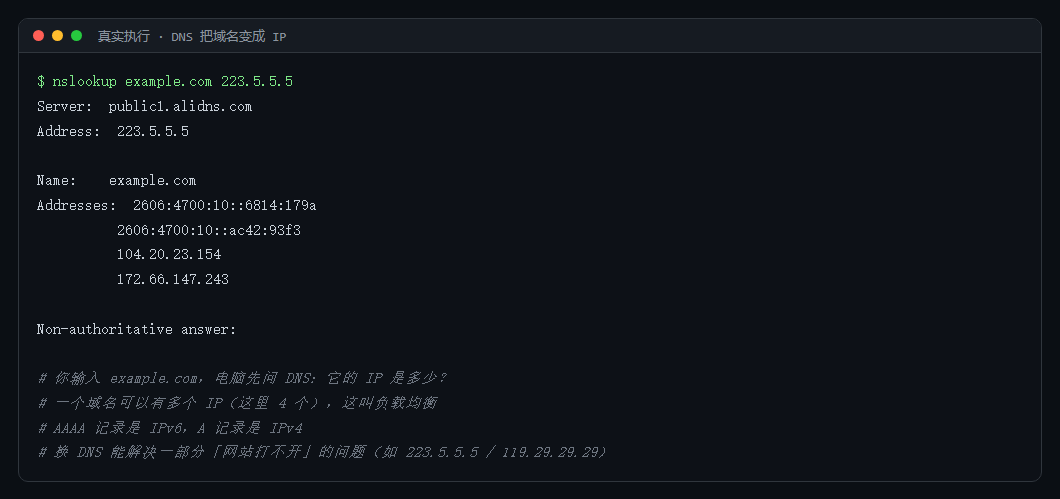 真实执行 · DNS 把域名变成 IP
$ nslookup example.com 223.5.5.5
Server:  public1.alidns.com
Address:  223.5.5.5
Name:    example.com
Addresses:  2606:4700:10::6814:179a
2606:4700:10::ac42:93f3
104.20.23.154
172.66.147.243
Non-authoritative answer:
# 你输入 example.com，电脑先问 DNS：它的 IP 是多少？
# 一个域名可以有多个 IP（这里 4 个），这叫负载均衡
# AAAA 记录是 IPv6，A 记录是 IPv4
# 换 DNS 能解决一部分「网站打不开」的问题（如 223.5.5.5 / 119.29.29.29）